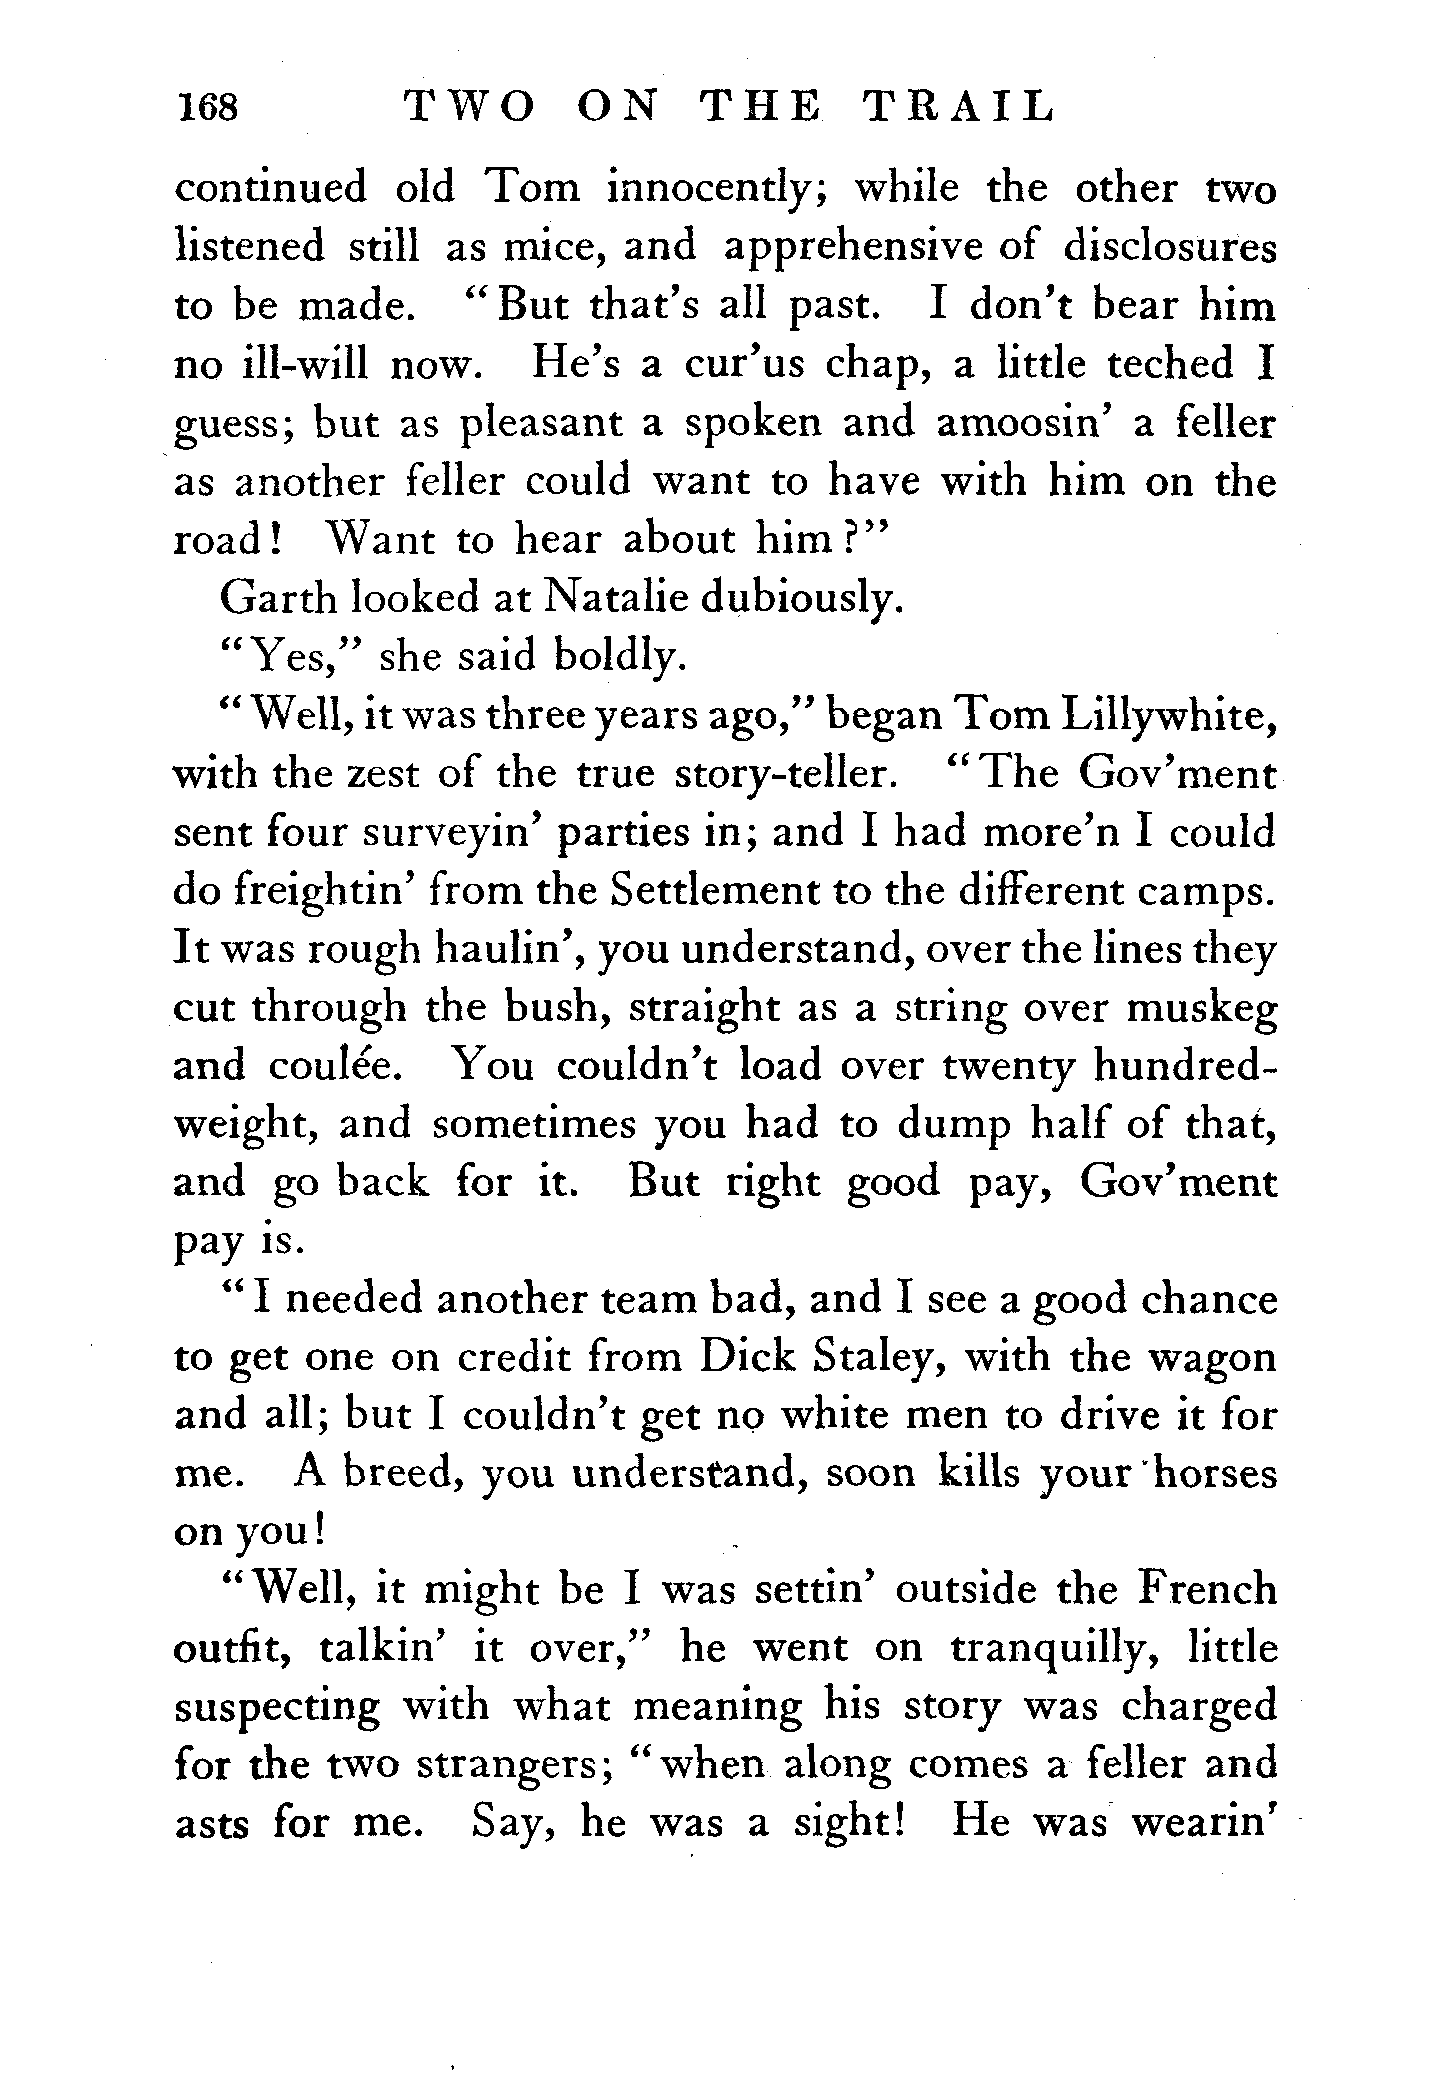 168 TWO ON THE TRAIL
continued old Tom innocently; while the other two
listened still as mice, and apprehensive of disclosures
to be made. "But that's all past. I don't bear him
no ill-will now. He's a cur'us chap, a little teched I
guess; but as pleasant a spoken and amoosin' a feller
as another feller could want to have with him on the
road! Want to hear about him?"
Garth looked at Natalie dubiously.
"Yes," she said boldly.
"Well, it was three years ago," began Tom Lillywhite,
with the zest of the true story-teller. "The Gov'ment
sent four surveyin' parties in; and I had more'n I could
do freightin' from the Settlement to the different camps.
It was rough haulin', you understand, over the lines they
cut through the bush, straight as a string over muskeg
and coulée. You couldn't load over twenty hundred-
weight, and sometimes you had to dump half of that,
and go back for it. But right good pay, Gov'ment
pay is.
"I needed another team bad, and I see a good chance
to get one on credit from Dick Staley, with the wagon
and all; but I couldn't get no white men to drive it for
me. A breed, you understand, soon kills your horses
on you!
"Well, it might be I was settin' outside the French
outfit, talkin' it over," he went on tranquilly, little
suspecting with what meaning his story was charged
for the two strangers; "when along comes a feller and
asts for me. Say, he was a sight! He was wearin'